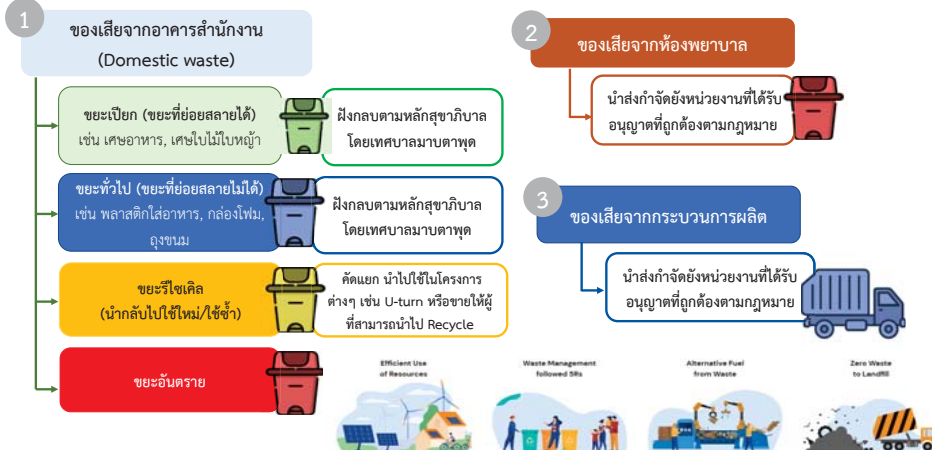 1
ของเสียจากอาคารสำนักงาน
(Domestic waste)
ขยะเปียก (ขยะที่ย่อยสลายได้)
เช่น เศษอาหาร, เศษใบไม้ใบหญ้า
ฝังกลบตามหลักสุขาภิบาล
โดยเทศบาลมาบตาพุด
ขยะทั่วไป (ขยะที่ย่อยสลายไม่ได้)
เช่น พลาสติกใส่อาหาร, กล่องโฟม,
ถุงขนม
ฝังกลบตามหลักสุขาภิบาล
โดยเทศบาลมาบตาพุด
ขยะรีไซเคิล
(นำกลับไปใช้ใหม่/ใช้ซ้ำ)
คัดแยก นำไปใช้ในโครงการ
ต่างๆ เช่น U-turn หรือขายให้ผู้
ที่สามารถนำไป Recycle
ขยะอันตราย
2
ของเสียจากห้องพยาบาล
นำส่งกำจัดยังหน่วยงานที่ได้รับ
อนุญาตที่ถูกต้องตามกฎหมาย
3
ของเสียจากกระบวนการผลิต
นำส่งกำจัดยังหน่วยงานที่ได้รับ
อนุญาตที่ถูกต้องตามกฎหมาย
Efficient Use
of Resources
Waste Management
followed 5Rs
Alternative Fuel
from Waste
Zero Waste
to Landfill